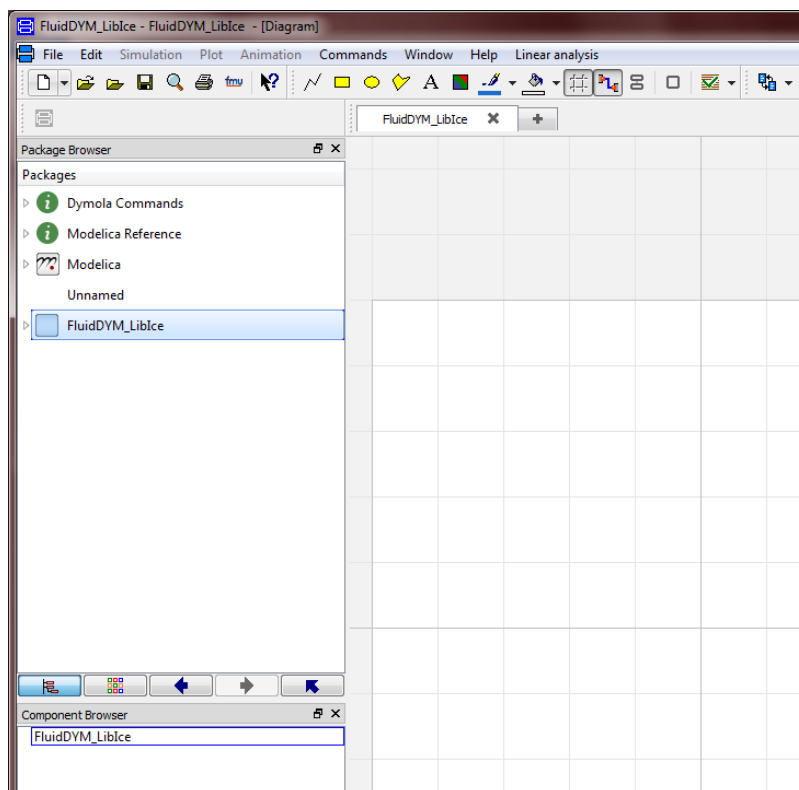 FluidDYM_LibIce - FluidDYM_LibIce - [Diagram]
File Edit Simulation Plot Animation Commands Window Help Linear analysis
fmu ? A
FluidDYM_LibIce
Package Browser
Packages
Dymola Commands
Modelica Reference
Modelica
Unnamed
FluidDYM_LibIce
Component Browser
FluidDYM_LibIce